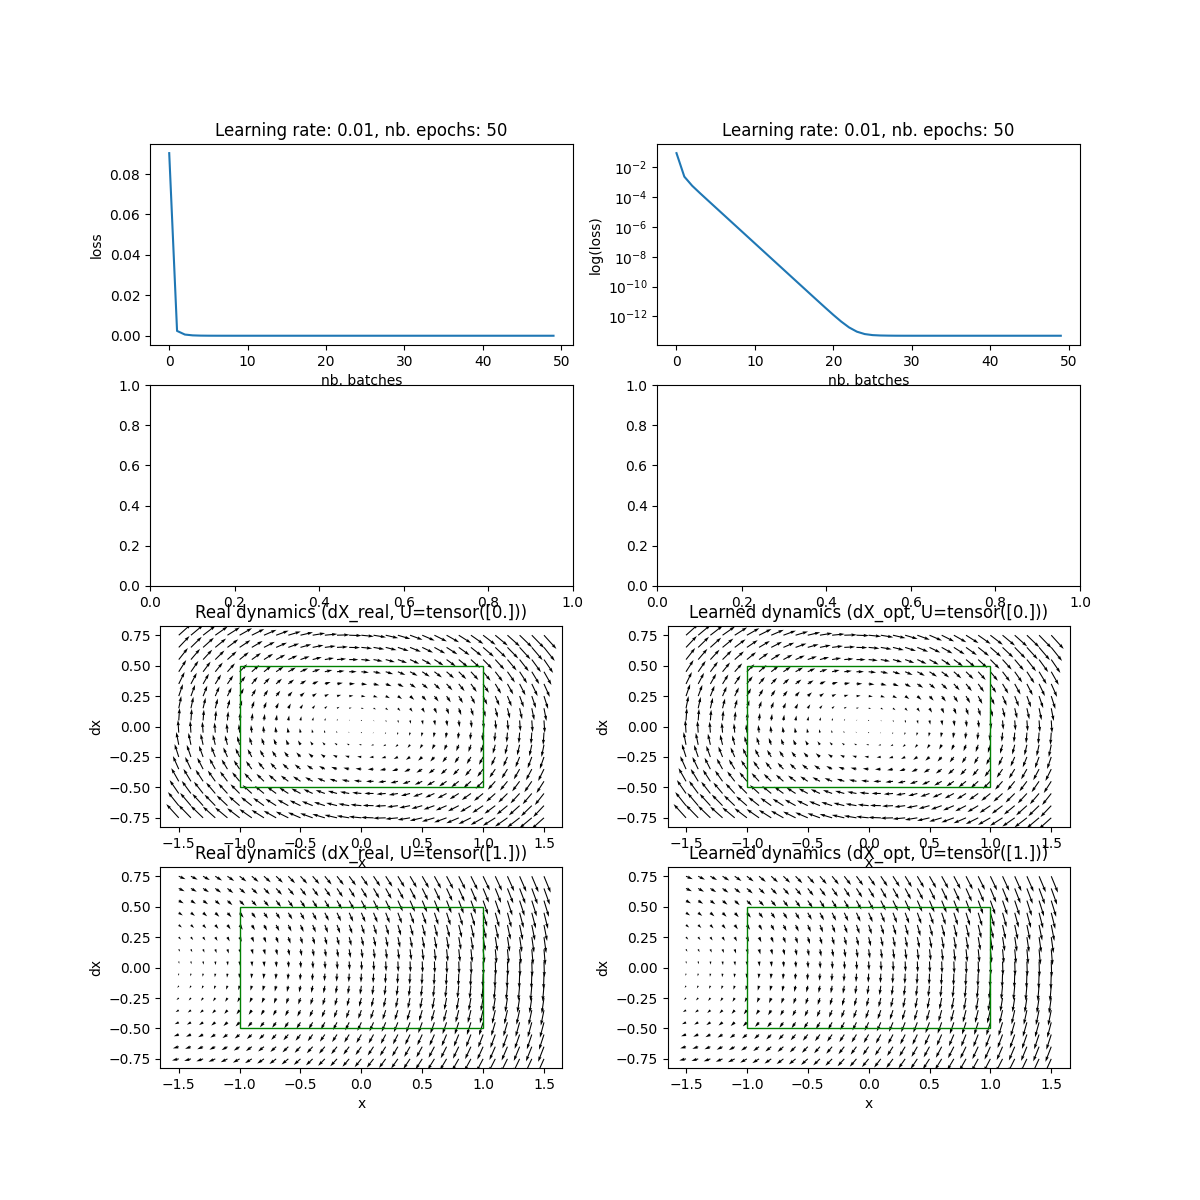 Learning rate: 0.01, nb. epochs: 50
loss
0.08
0.06
0.04
0.02
0.00
0 10 20 30 40 50
nb. batches
Learning rate: 0.01, nb. epochs: 50
log(loss)
10⁻²
10⁻⁴
10⁻⁶
10⁻⁸
10⁻¹⁰
10⁻¹²
0 10 20 30 40 50
nb. batches
1.0
0.8
0.6
0.4
0.2
0.0
0.0 0.2 0.4 0.6 0.8 1.0
1.0
0.8
0.6
0.4
0.2
0.0
0.0 0.2 0.4 0.6 0.8 1.0
Real dynamics (dX_real, U=tensor([0.]))
dx
0.75
0.50
0.25
0.00
−0.25
−0.50
−0.75
−1.5 −1.0 −0.5 0.0 0.5 1.0 1.5
x
Learned dynamics (dX_opt, U=tensor([0.]))
dx
0.75
0.50
0.25
0.00
−0.25
−0.50
−0.75
−1.5 −1.0 −0.5 0.0 0.5 1.0 1.5
x
Real dynamics (dX_real, U=tensor([1.]))
dx
0.75
0.50
0.25
0.00
−0.25
−0.50
−0.75
−1.5 −1.0 −0.5 0.0 0.5 1.0 1.5
x
Learned dynamics (dX_opt, U=tensor([1.]))
dx
0.75
0.50
0.25
0.00
−0.25
−0.50
−0.75
−1.5 −1.0 −0.5 0.0 0.5 1.0 1.5
x